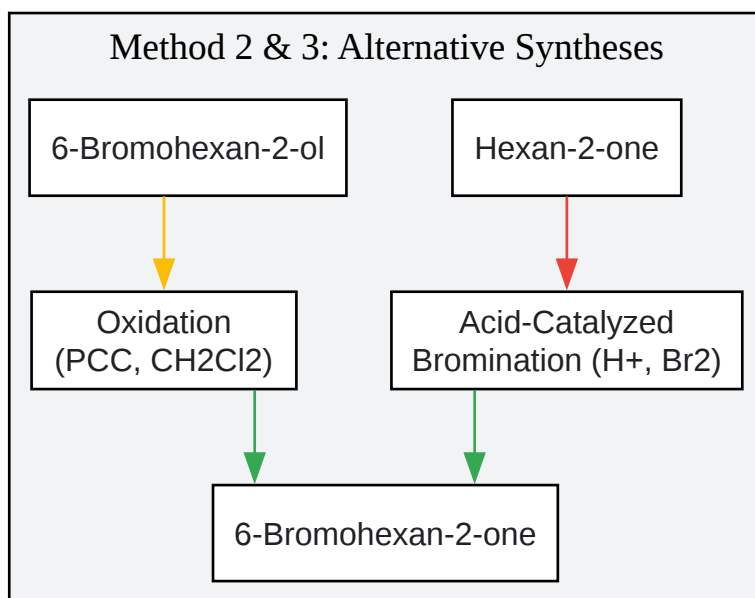 Method 2 & 3: Alternative Syntheses
6-Bromohexan-2-ol
Hexan-2-one
Oxidation
(PCC, CH2Cl2)
Acid-Catalyzed
Bromination (H+, Br2)
6-Bromohexan-2-one